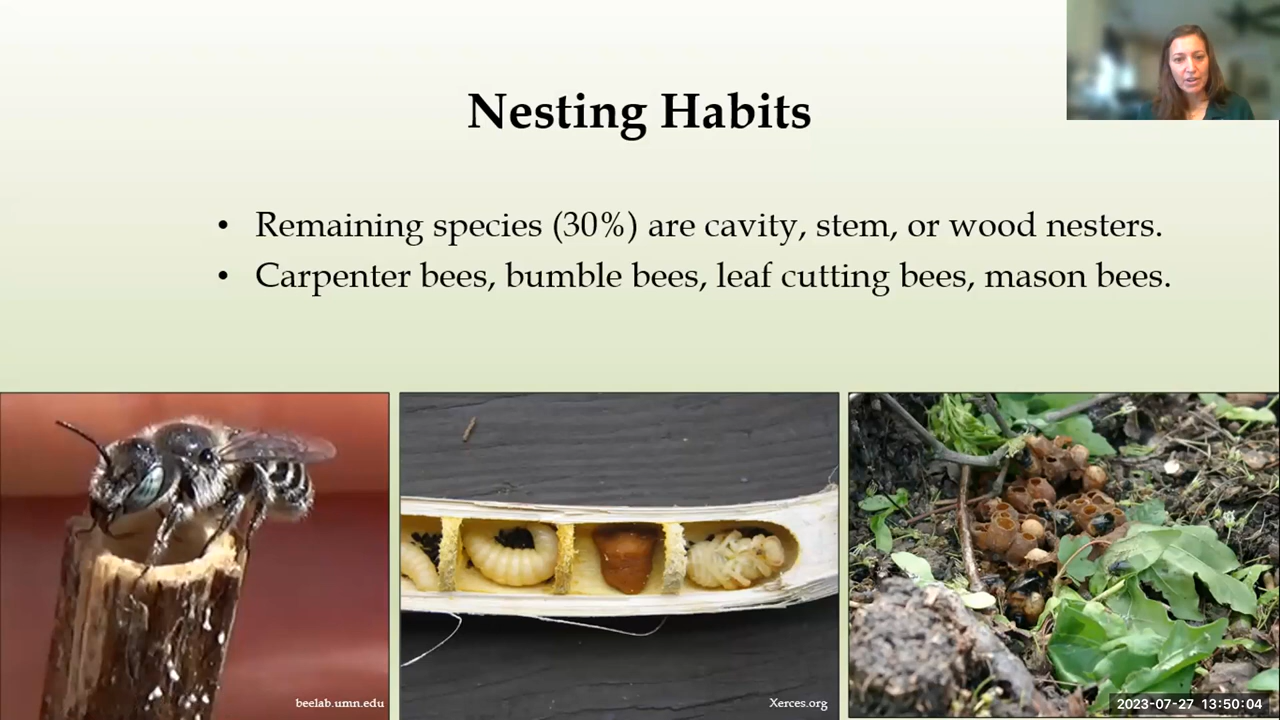 Nesting Habits
• Remaining species (30%) are cavity, stem, or wood nesters.
• Carpenter bees, bumble bees, leaf cutting bees, mason bees.
beelab.umn.edu
Xerces.org
2023-07-27 13:50:04